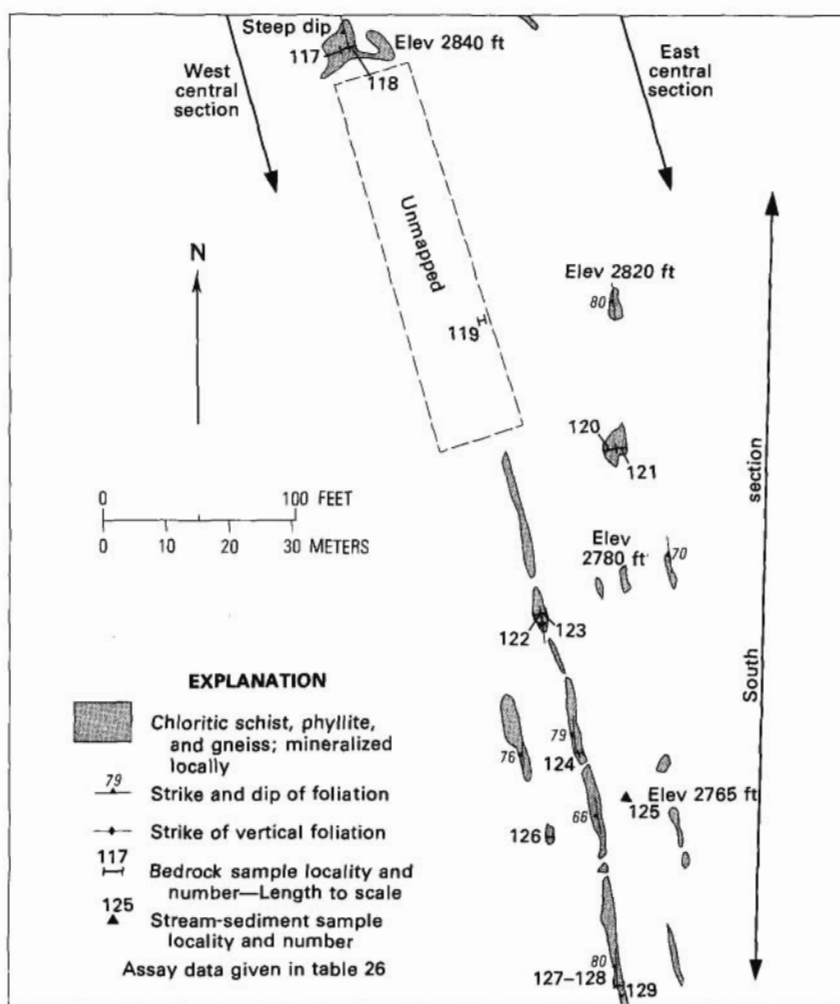 Steep dip
117
118
Elev 2840 ft
West
central
section
East
central
section
Unmapped
N
119
Elev 2820 ft
80
120
121
section
0 100 FEET
0 10 20 30 METERS
Elev
2780 ft
70
122
123
South
79
76
124
66
125
Elev 2765 ft
126
80
127–128
129
EXPLANATION
Chloritic schist, phyllite,
and gneiss; mineralized
locally
79
Strike and dip of foliation
Strike of vertical foliation
117
Bedrock sample locality and
number—Length to scale
125
Stream-sediment sample
locality and number
Assay data given in table 26